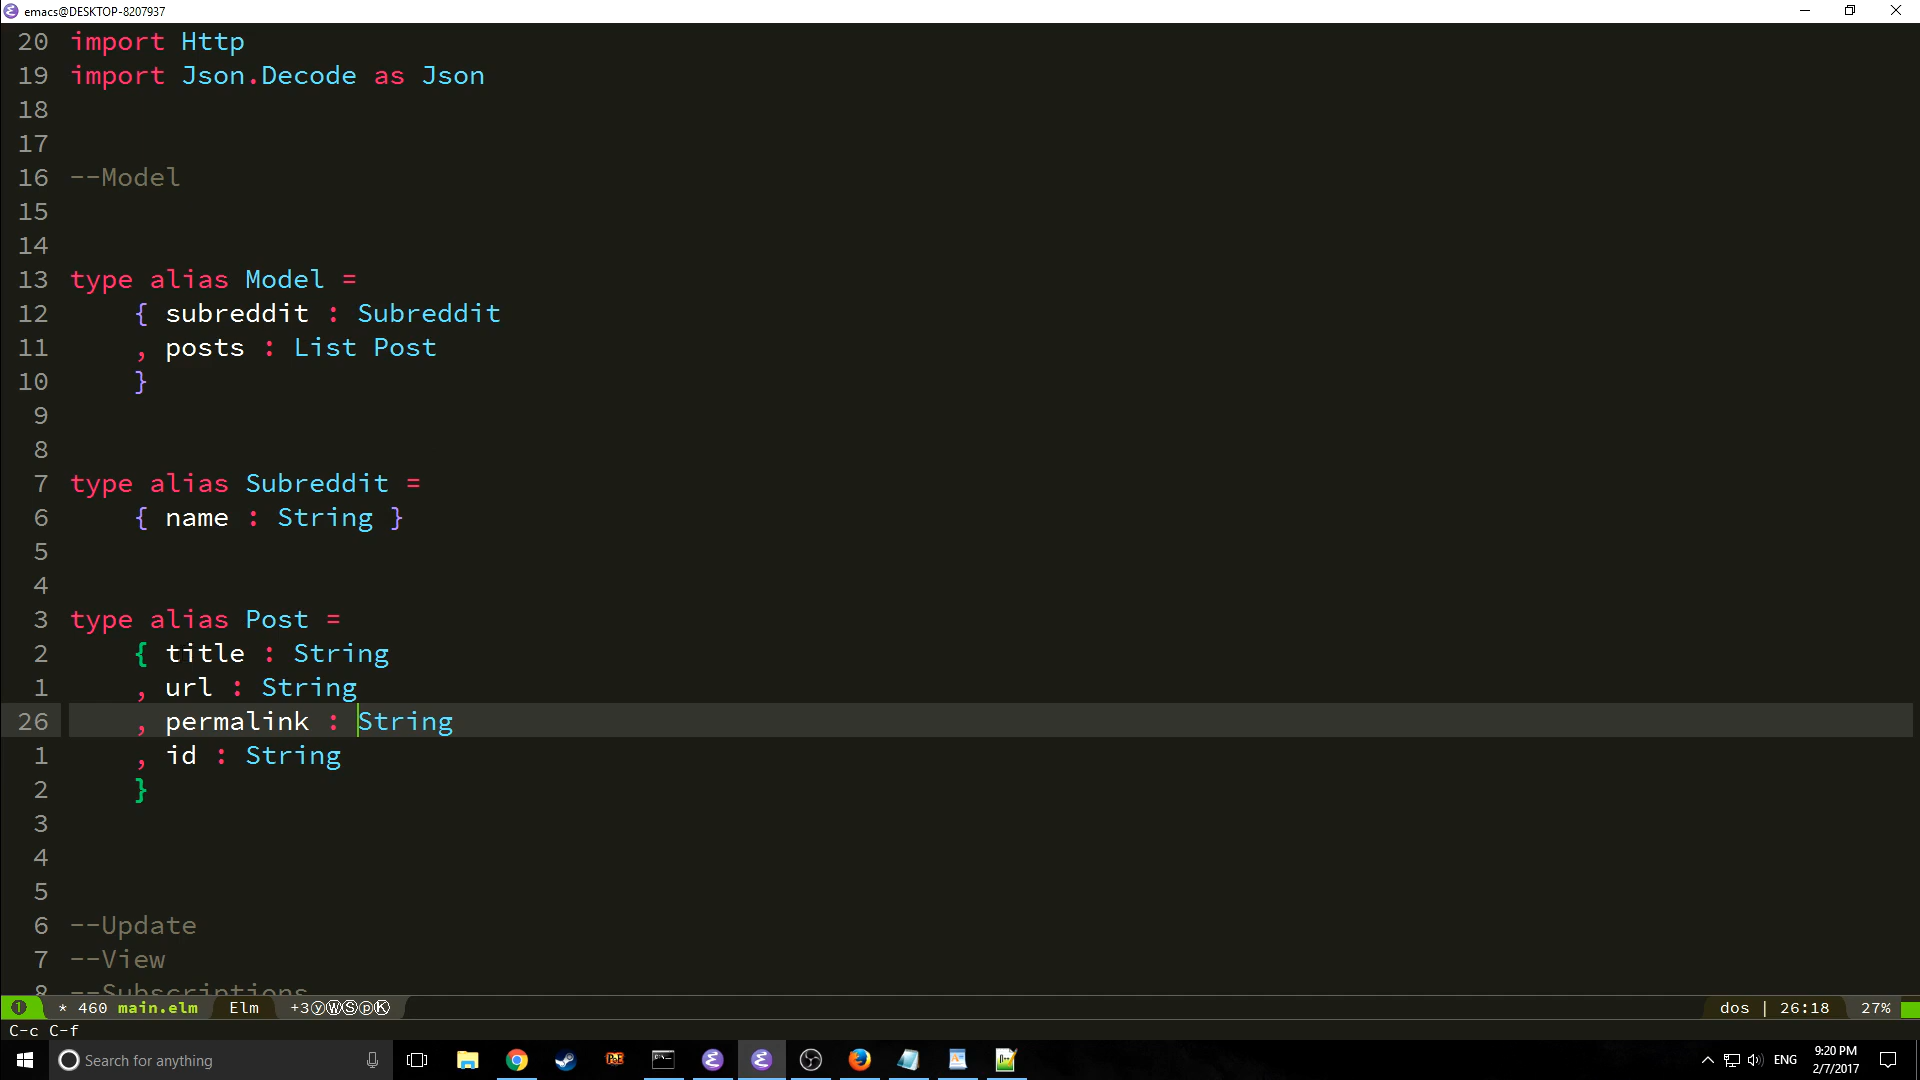 emacs@DESKTOP-8207937
20 import Http
19 import Json.Decode as Json
18
17
16 --Model
15
14
13 type alias Model =
12 { subreddit : Subreddit
11 , posts : List Post
10 }
9
8
7 type alias Subreddit =
6 { name : String }
5
4
3 type alias Post =
2 { title : String
1 , url : String
26 , permalink : String
1 , id : String
2 }
3
4
5
6 --Update
7 --View
8 --Subscriptions
1 * 460 main.elm Elm +3ⓨⓌⓈⓟⓀ dos | 26:18 27%
C-c C-f
Search for anything ENG 9:20 PM
2/7/2017